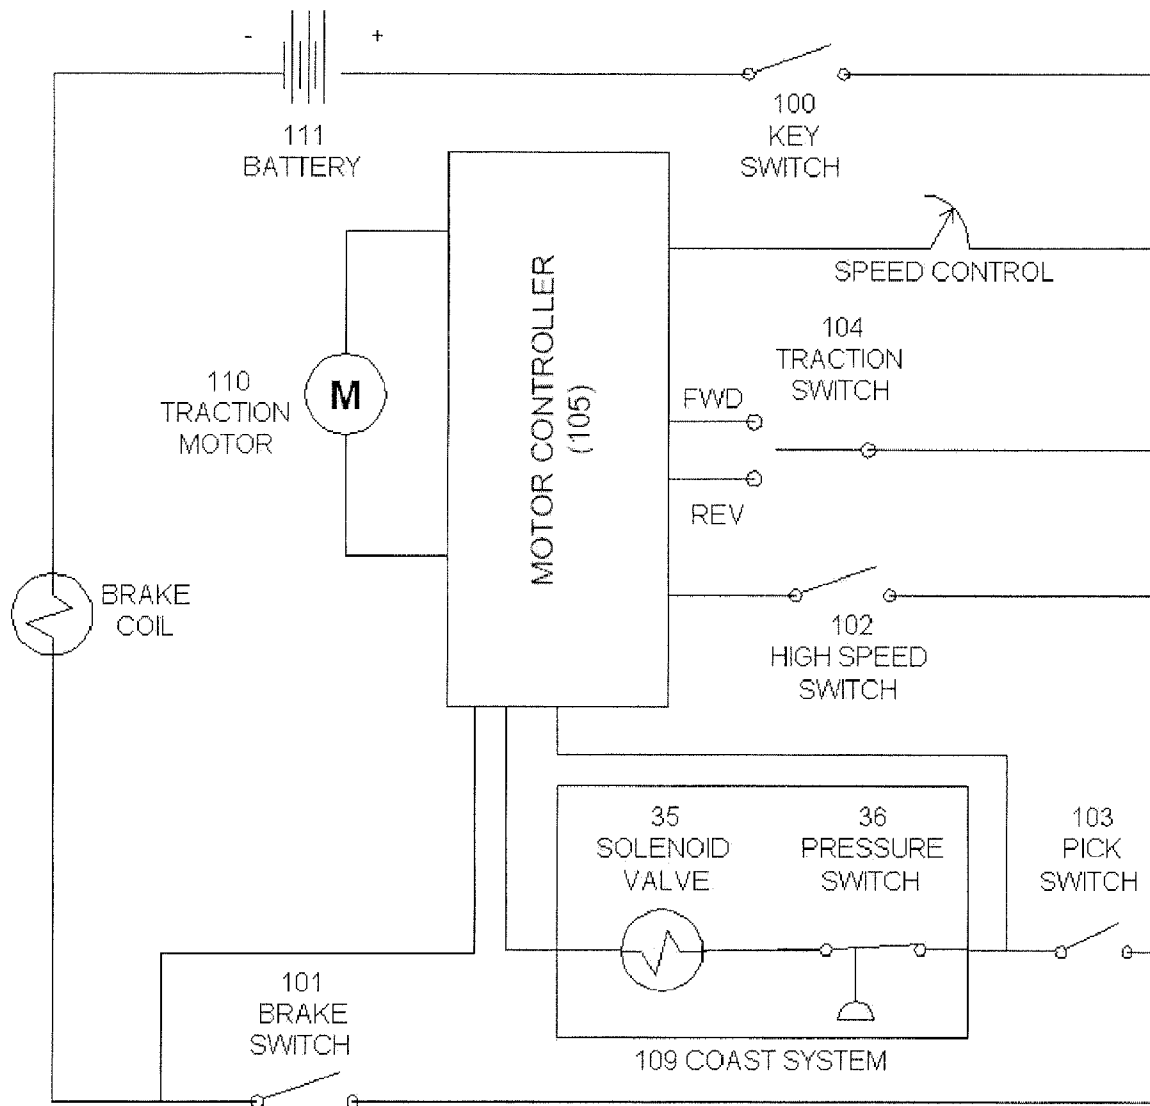 - +
111
BATTERY
100
KEY
SWITCH
SPEED CONTROL
104
TRACTION
SWITCH
FWD
REV
110
TRACTION
MOTOR
M
MOTOR CONTROLLER
(105)
BRAKE
COIL
102
HIGH SPEED
SWITCH
35
SOLENOID
VALVE
36
PRESSURE
SWITCH
103
PICK
SWITCH
101
BRAKE
SWITCH
109 COAST SYSTEM